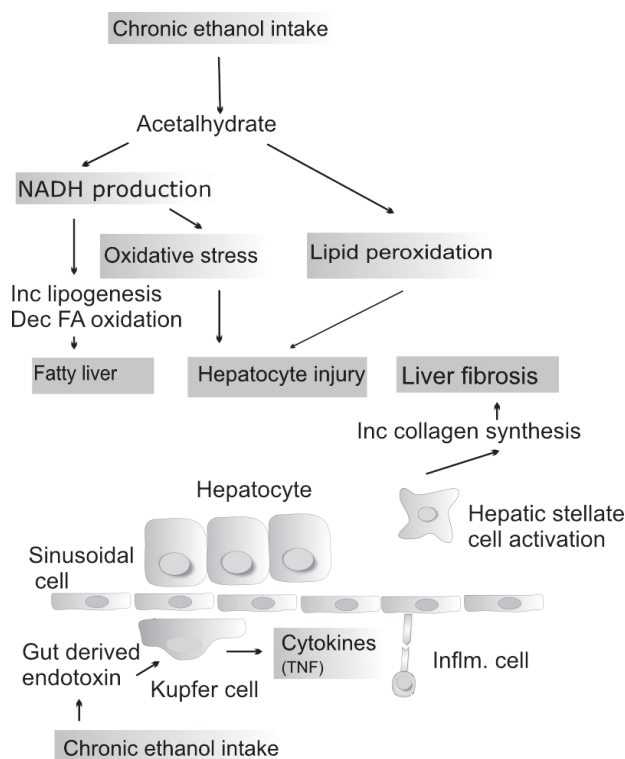 Chronic ethanol intake
Acetalhydrate
NADH production
Oxidative stress
Lipid peroxidation
Inc lipogenesis
Dec FA oxidation
Fatty liver
Hepatocyte injury
Liver fibrosis
Inc collagen synthesis
Hepatocyte
Hepatic stellate
cell activation
Sinusoidal
cell
Gut derived
endotoxin
Kupfer cell
Cytokines
(TNF)
Inflm. cell
Chronic ethanol intake